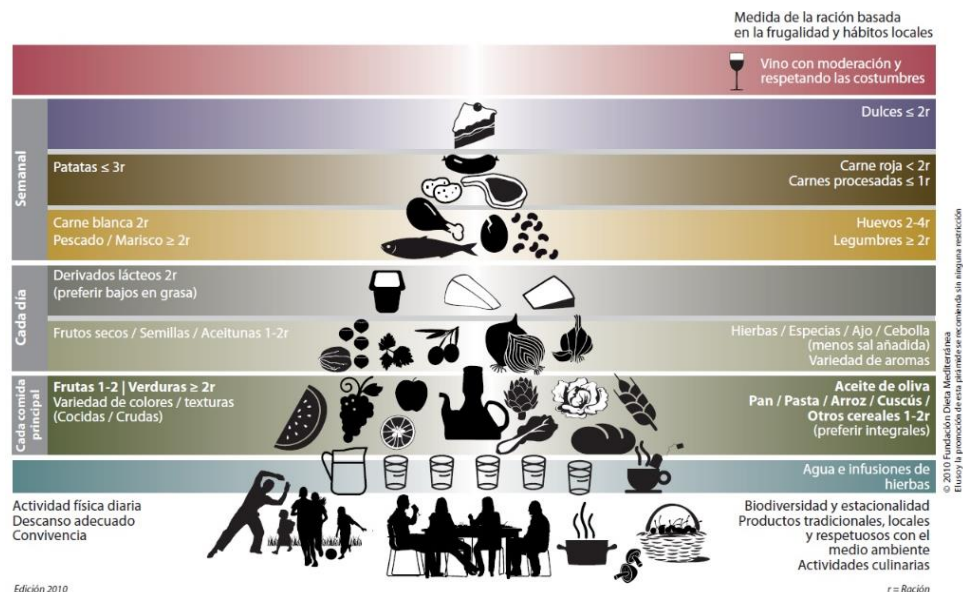 Medida de la ración basada
en la frugalidad y hábitos locales
Vino con moderación y
respetando las costumbres
Semanal
Dulces ≤ 2r
Patatas ≤ 3r
Carne roja < 2r
Carnes procesadas ≤ 1r
Carne blanca 2r
Pescado / Marisco ≥ 2r
Huevos 2-4r
Legumbres ≥ 2r
Cada día
Derivados lácteos 2r
(preferir bajos en grasa)
Frutos secos / Semillas / Aceitunas 1-2r
Hierbas / Especias / Ajo / Cebolla
(menos sal añadida)
Variedad de aromas
Cada comida
principal
Frutas 1-2 | Verduras ≥ 2r
Variedad de colores / texturas
(Cocidas / Crudas)
Aceite de oliva
Pan / Pasta / Arroz / Cuscús /
Otros cereales 1-2r
(preferir integrales)
Agua e infusiones de
hierbas
Actividad física diaria
Descanso adecuado
Convivencia
Biodiversidad y estacionalidad
Productos tradicionales, locales
y respetuosos con el
medio ambiente
Actividades culinarias
Edición 2010
r = Ración
© 2010 Fundación Dieta Mediterránea
El uso y la promoción de esta pirámide se recomienda sin ninguna restricción